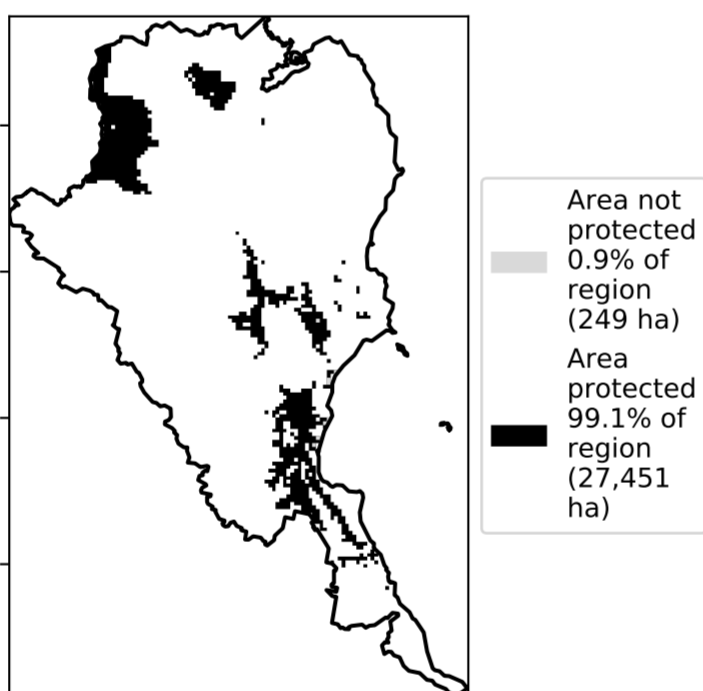 Area not
protected
0.9% of
region
(249 ha)
Area
protected
99.1% of
region
(27,451
ha)